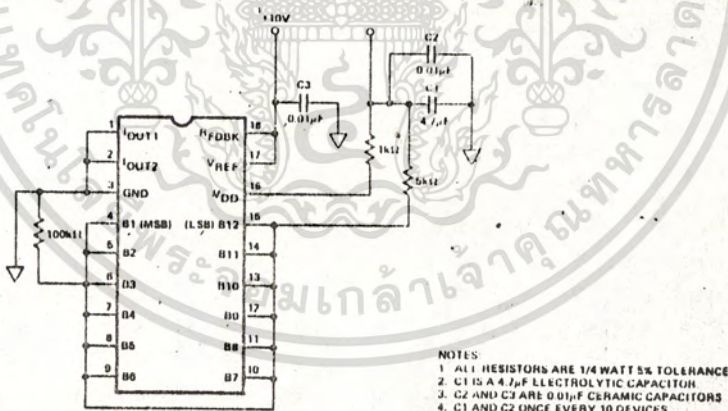 +10V
C2
0.01µF
C3
0.01µF
C1
4.7µF
1kΩ
5kΩ
100kΩ
1 IOUT1 RFDBK 18
2 IOUT2 VREF 17
3 GND VDD 16
4 B1 (MSB) (LSB) B12 15
5 B2 B11 14
6 B3 B10 13
7 B4 B9 12
8 B5 B8 11
9 B6 B7 10
NOTES:
1. ALL RESISTORS ARE 1/4 WATT 5% TOLERANCE
2. C1 IS A 4.7µF ELECTROLYTIC CAPACITOR.
3. C2 AND C3 ARE 0.01µF CERAMIC CAPACITORS
4. C1 AND C2 ONCE EVERY 10 DEVICES